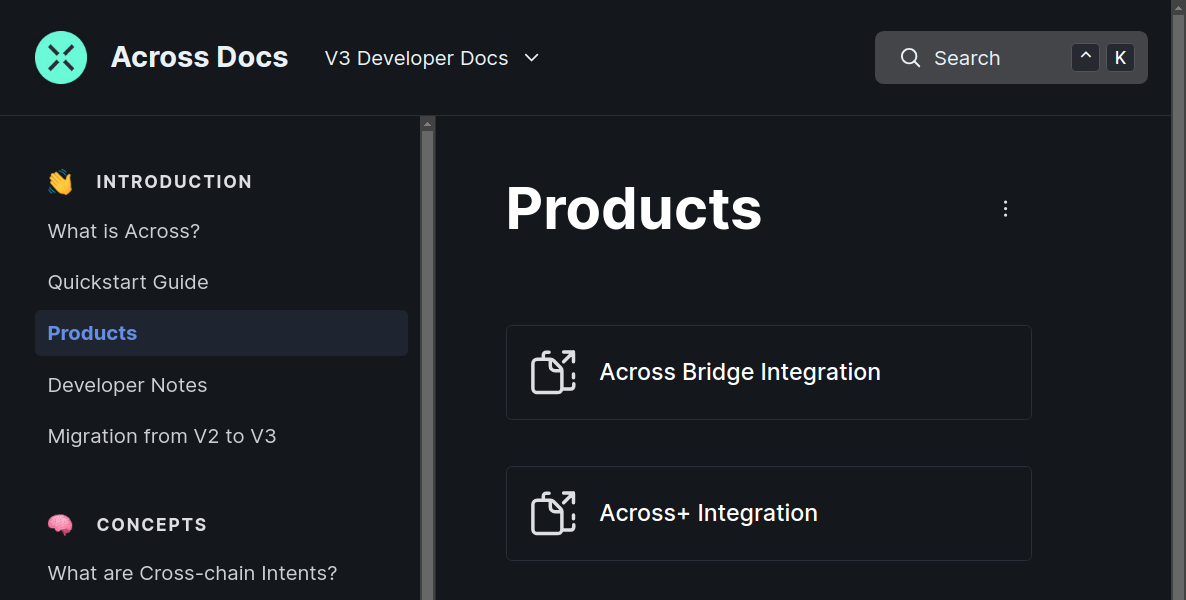 Across Docs
V3 Developer Docs
Search
^ K
INTRODUCTION
What is Across?
Quickstart Guide
Products
Developer Notes
Migration from V2 to V3
CONCEPTS
What are Cross-chain Intents?
Products
Across Bridge Integration
Across+ Integration